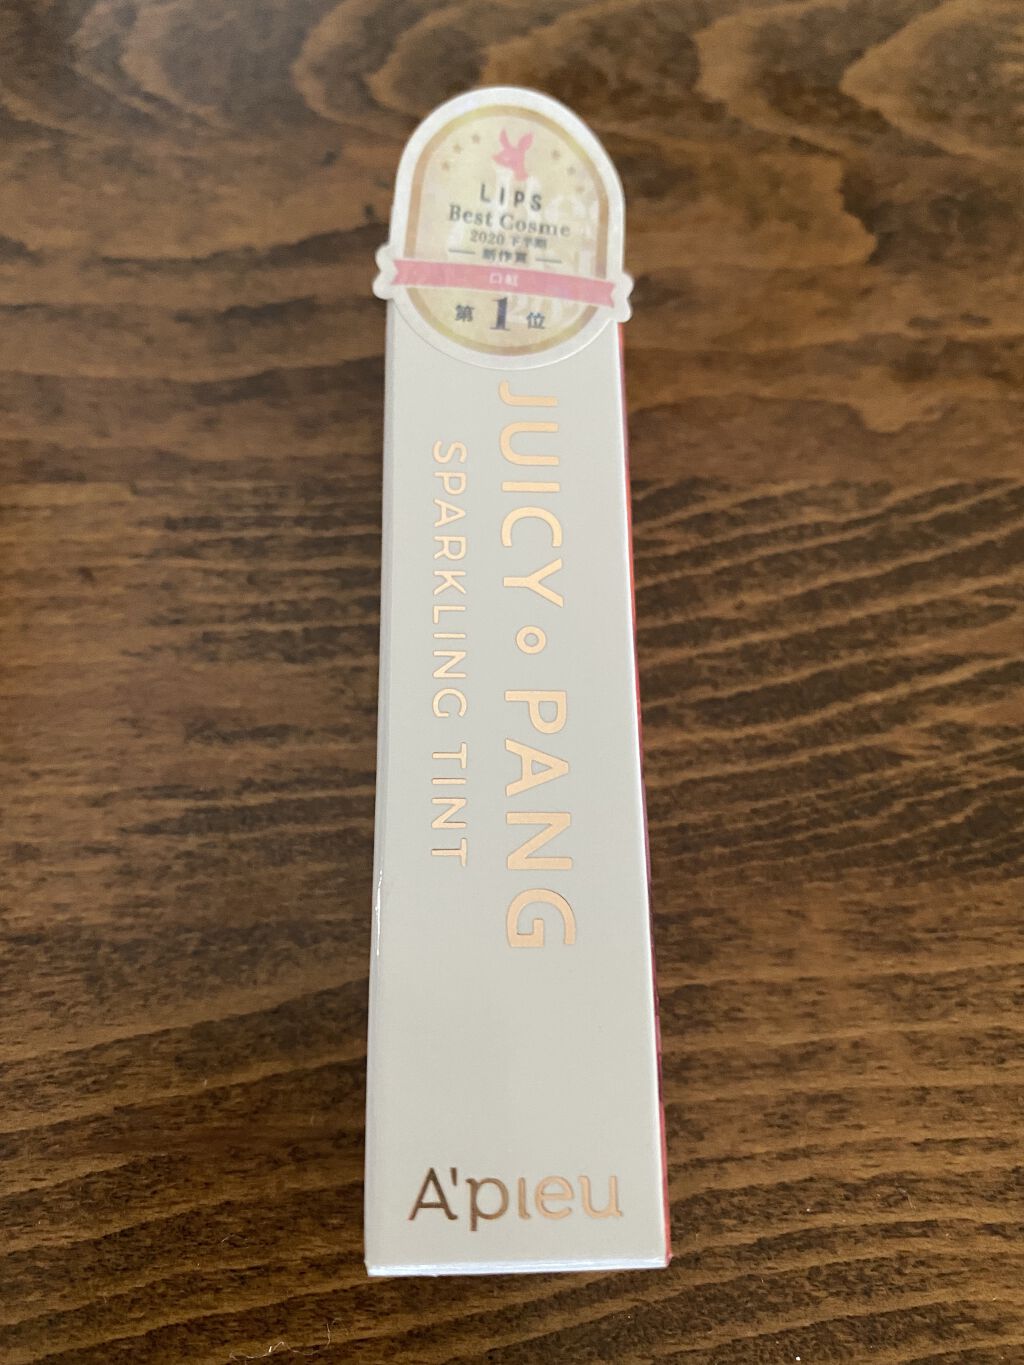 LIPS
Best Cosme
2020 下半期
新作賞
口紅
第 1 位
JUICY PANG
SPARKLING TINT
A'pieu